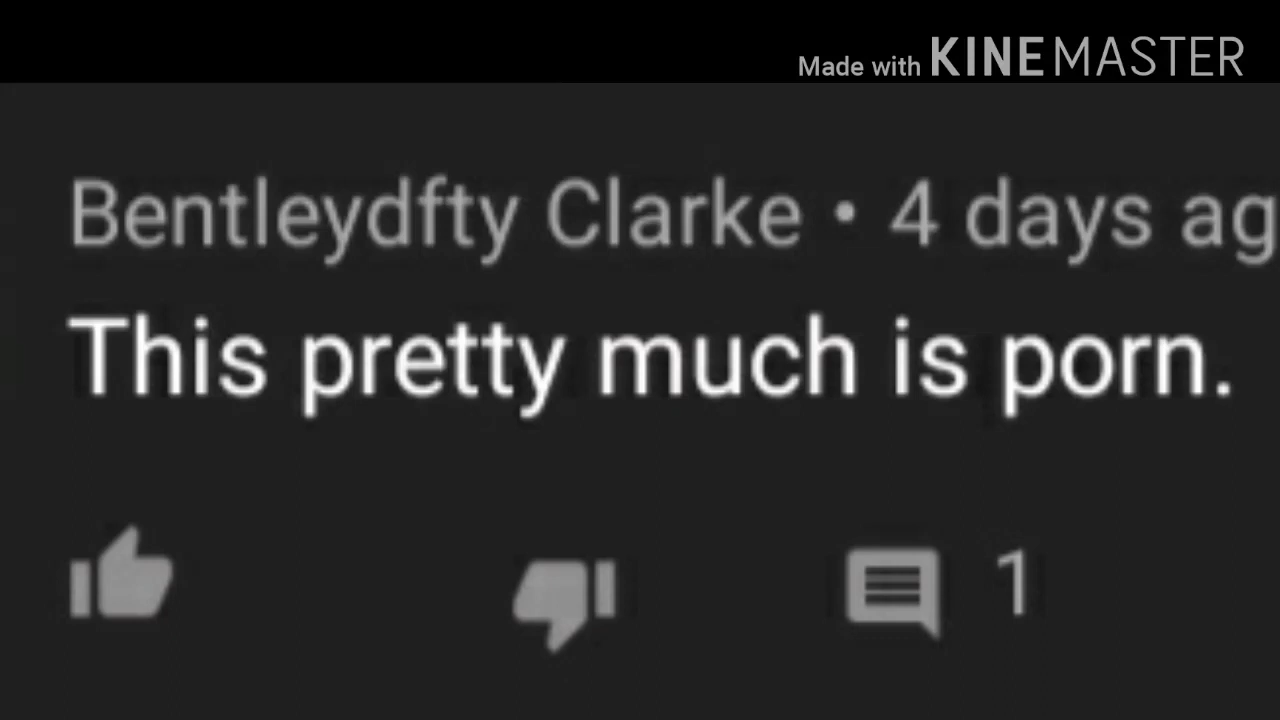 Made with KINEMASTER
Bentleydfty Clarke • 4 days ag
This pretty much is porn.
1